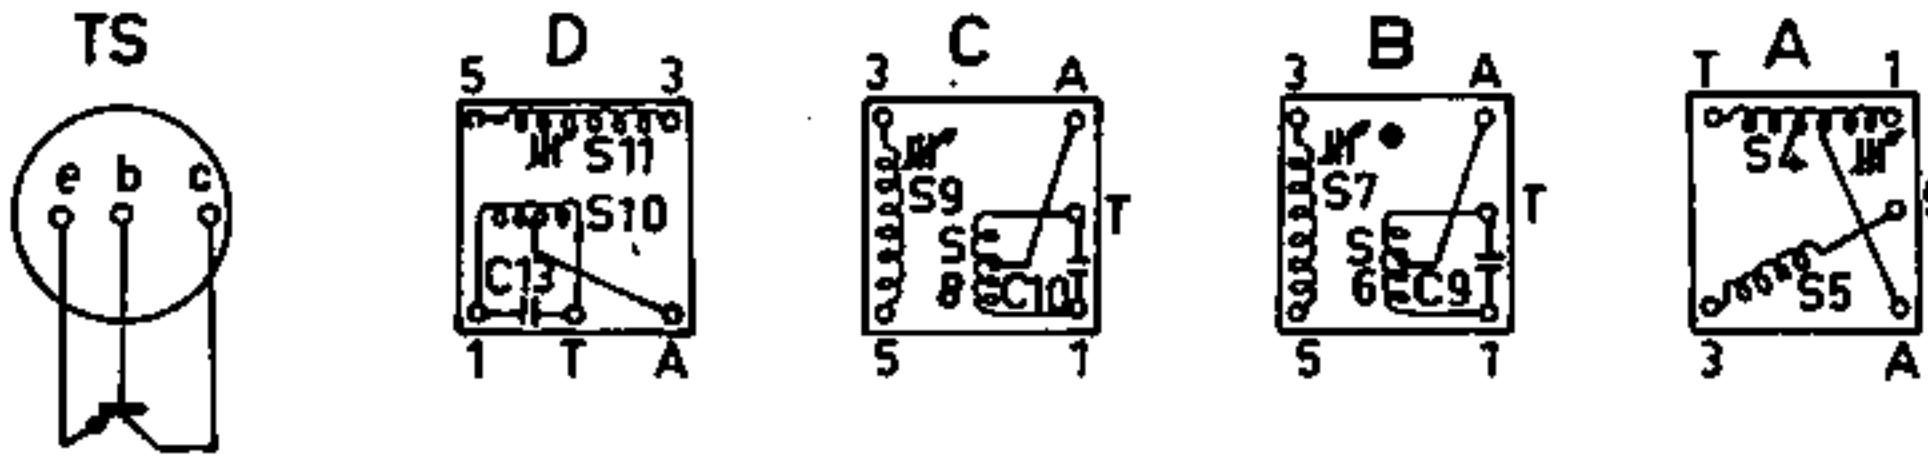 TS D C B A
5 3 3 A 3 A T 1
e b c
S11 S9 S7 S4
S10 T T
S S
C13 8 C10 6 C9 S5
1 T A 5 1 5 1 3 A